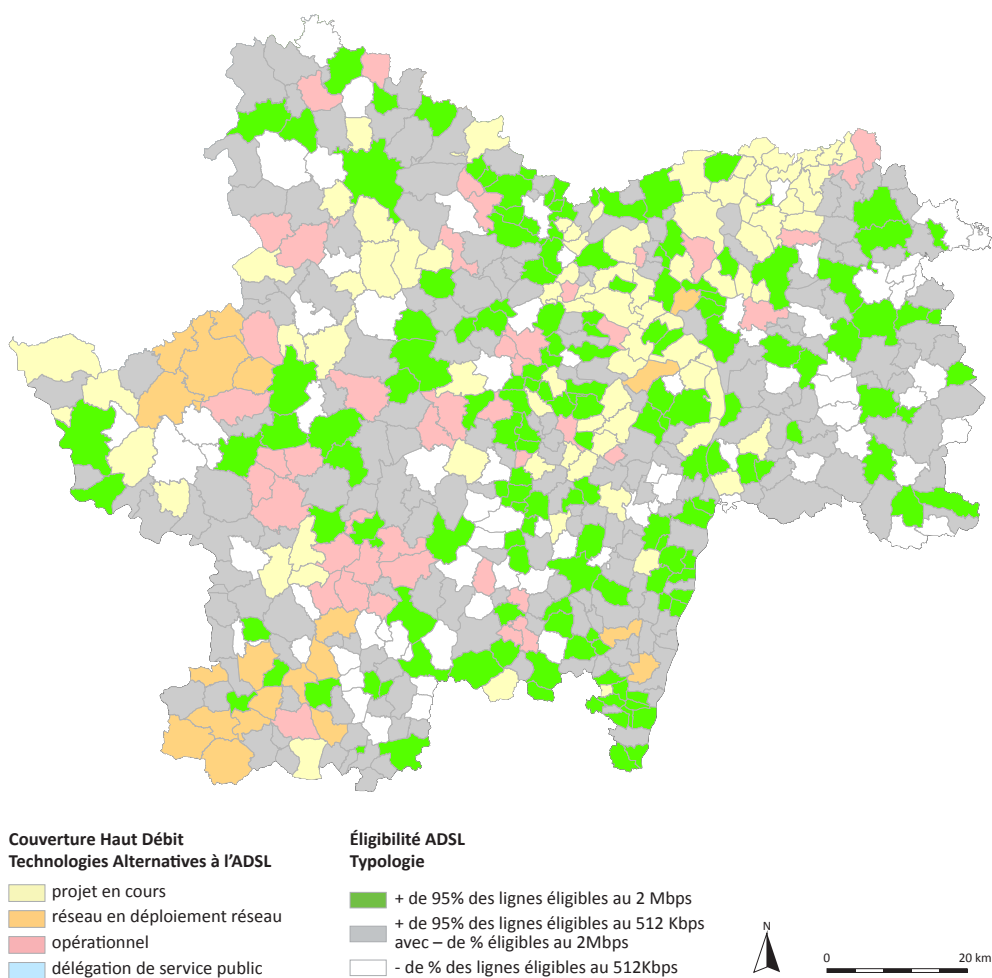 Couverture Haut Débit
Technologies Alternatives à l'ADSL
projet en cours
réseau en déploiement réseau
opérationnel
délégation de service public
Éligibilité ADSL
Typologie
+ de 95% des lignes éligibles au 2 Mbps
+ de 95% des lignes éligibles au 512 Kbps
avec – de % éligibles au 2Mbps
- de % des lignes éligibles au 512Kbps
N
0 20 km